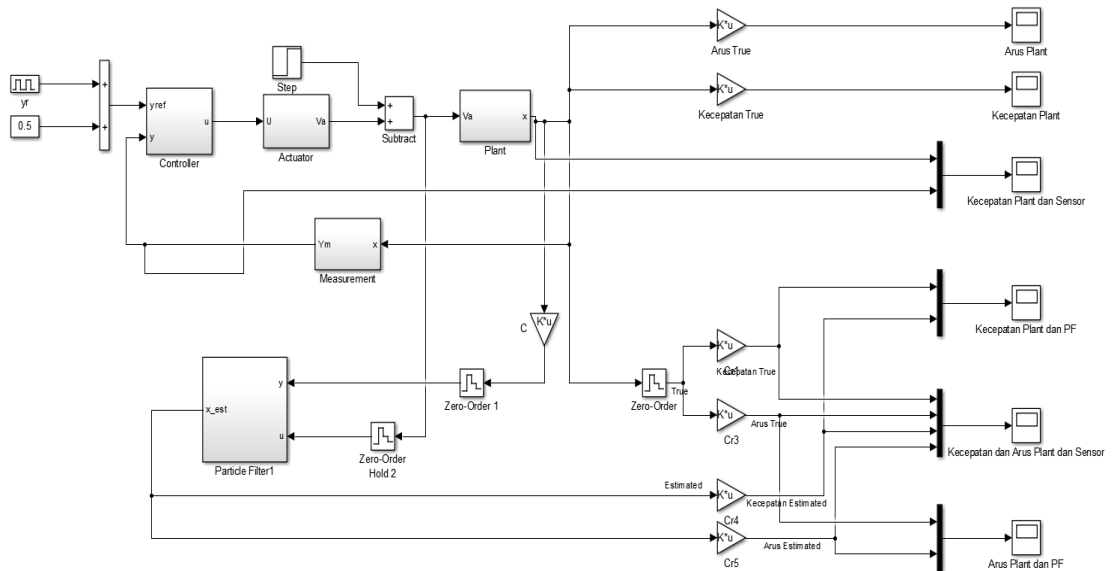 K*u
Arus True
Arus Plant
Step
yr
0.5
+
+
yref
y
u
Controller
U
Va
Actuator
+
+
Subtract
Va
x
Plant
K*u
Kecepatan True
Kecepatan Plant
Kecepatan Plant dan Sensor
Ym
x
Measurement
K*u
C
Kecepatan Plant dan PF
K*u
Kecepatan True
Zero-Order 1
Zero-Order
True
K*u
Arus True
Cr3
y
x_est
u
Particle Filter1
Zero-Order
Hold 2
Kecepatan dan Arus Plant dan Sensor
Estimated
K*u
Kecepatan Estimated
Cr4
K*u
Arus Estimated
Cr5
Arus Plant dan PF